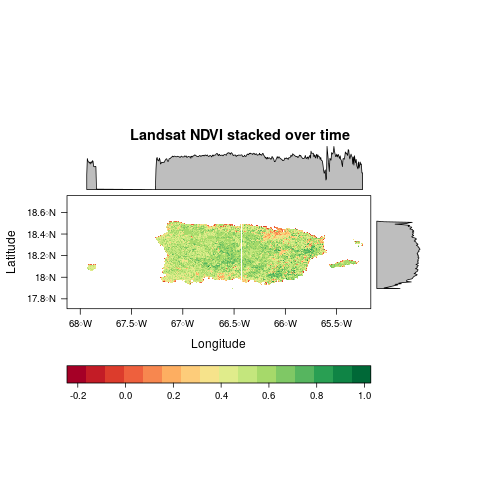 Landsat NDVI stacked over time
Latitude
18.6◦N
18.4◦N
18.2◦N
18◦N
17.8◦N
68◦W 67.5◦W 67◦W 66.5◦W 66◦W 65.5◦W
Longitude
-0.2 0.0 0.2 0.4 0.6 0.8 1.0